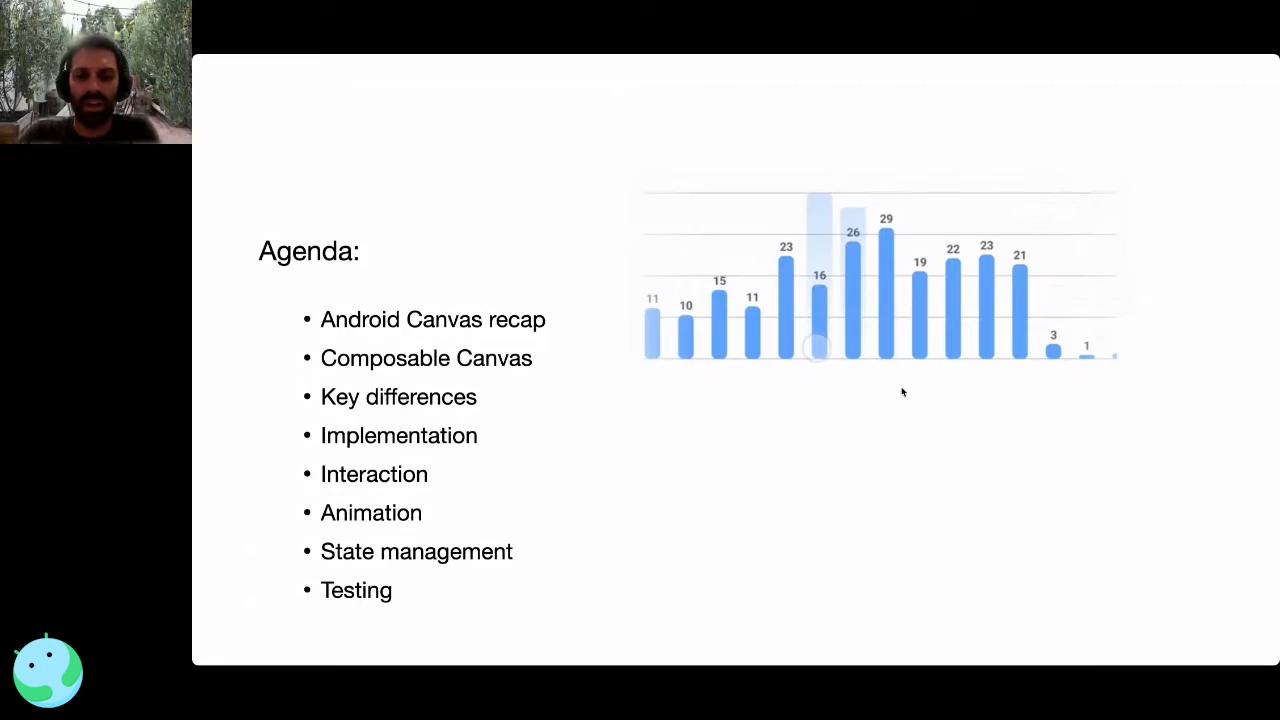 Agenda:
• Android Canvas recap
• Composable Canvas
• Key differences
• Implementation
• Interaction
• Animation
• State management
• Testing
11
10
15
11
23
16
26
29
19
22
23
21
3
1